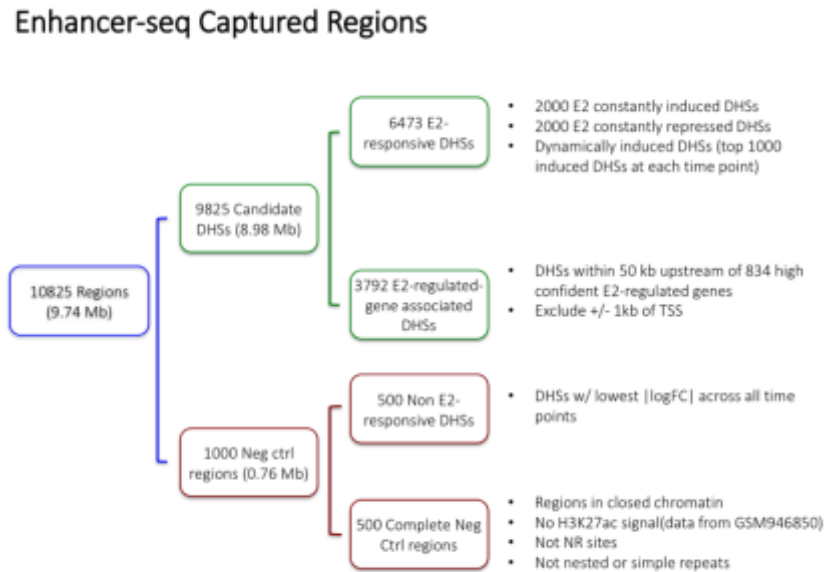 Enhancer-seq Captured Regions
6473 E2-
responsive DHSs
• 2000 E2 constantly induced DHSs
• 2000 E2 constantly repressed DHSs
• Dynamically induced DHSs (top 1000
induced DHSs at each time point)
9825 Candidate
DHSs (8.98 Mb)
10825 Regions
(9.74 Mb)
3792 E2-regulated-
gene associated
DHSs
• DHSs within 50 kb upstream of 834 high
confident E2-regulated genes
• Exclude +/- 1kb of TSS
500 Non E2-
responsive DHSs
• DHSs w/ lowest |logFC| across all time
points
1000 Neg ctrl
regions (0.76 Mb)
500 Complete Neg
Ctrl regions
• Regions in closed chromatin
• No H3K27ac signal(data from GSM946850)
• Not NR sites
• Not nested or simple repeats